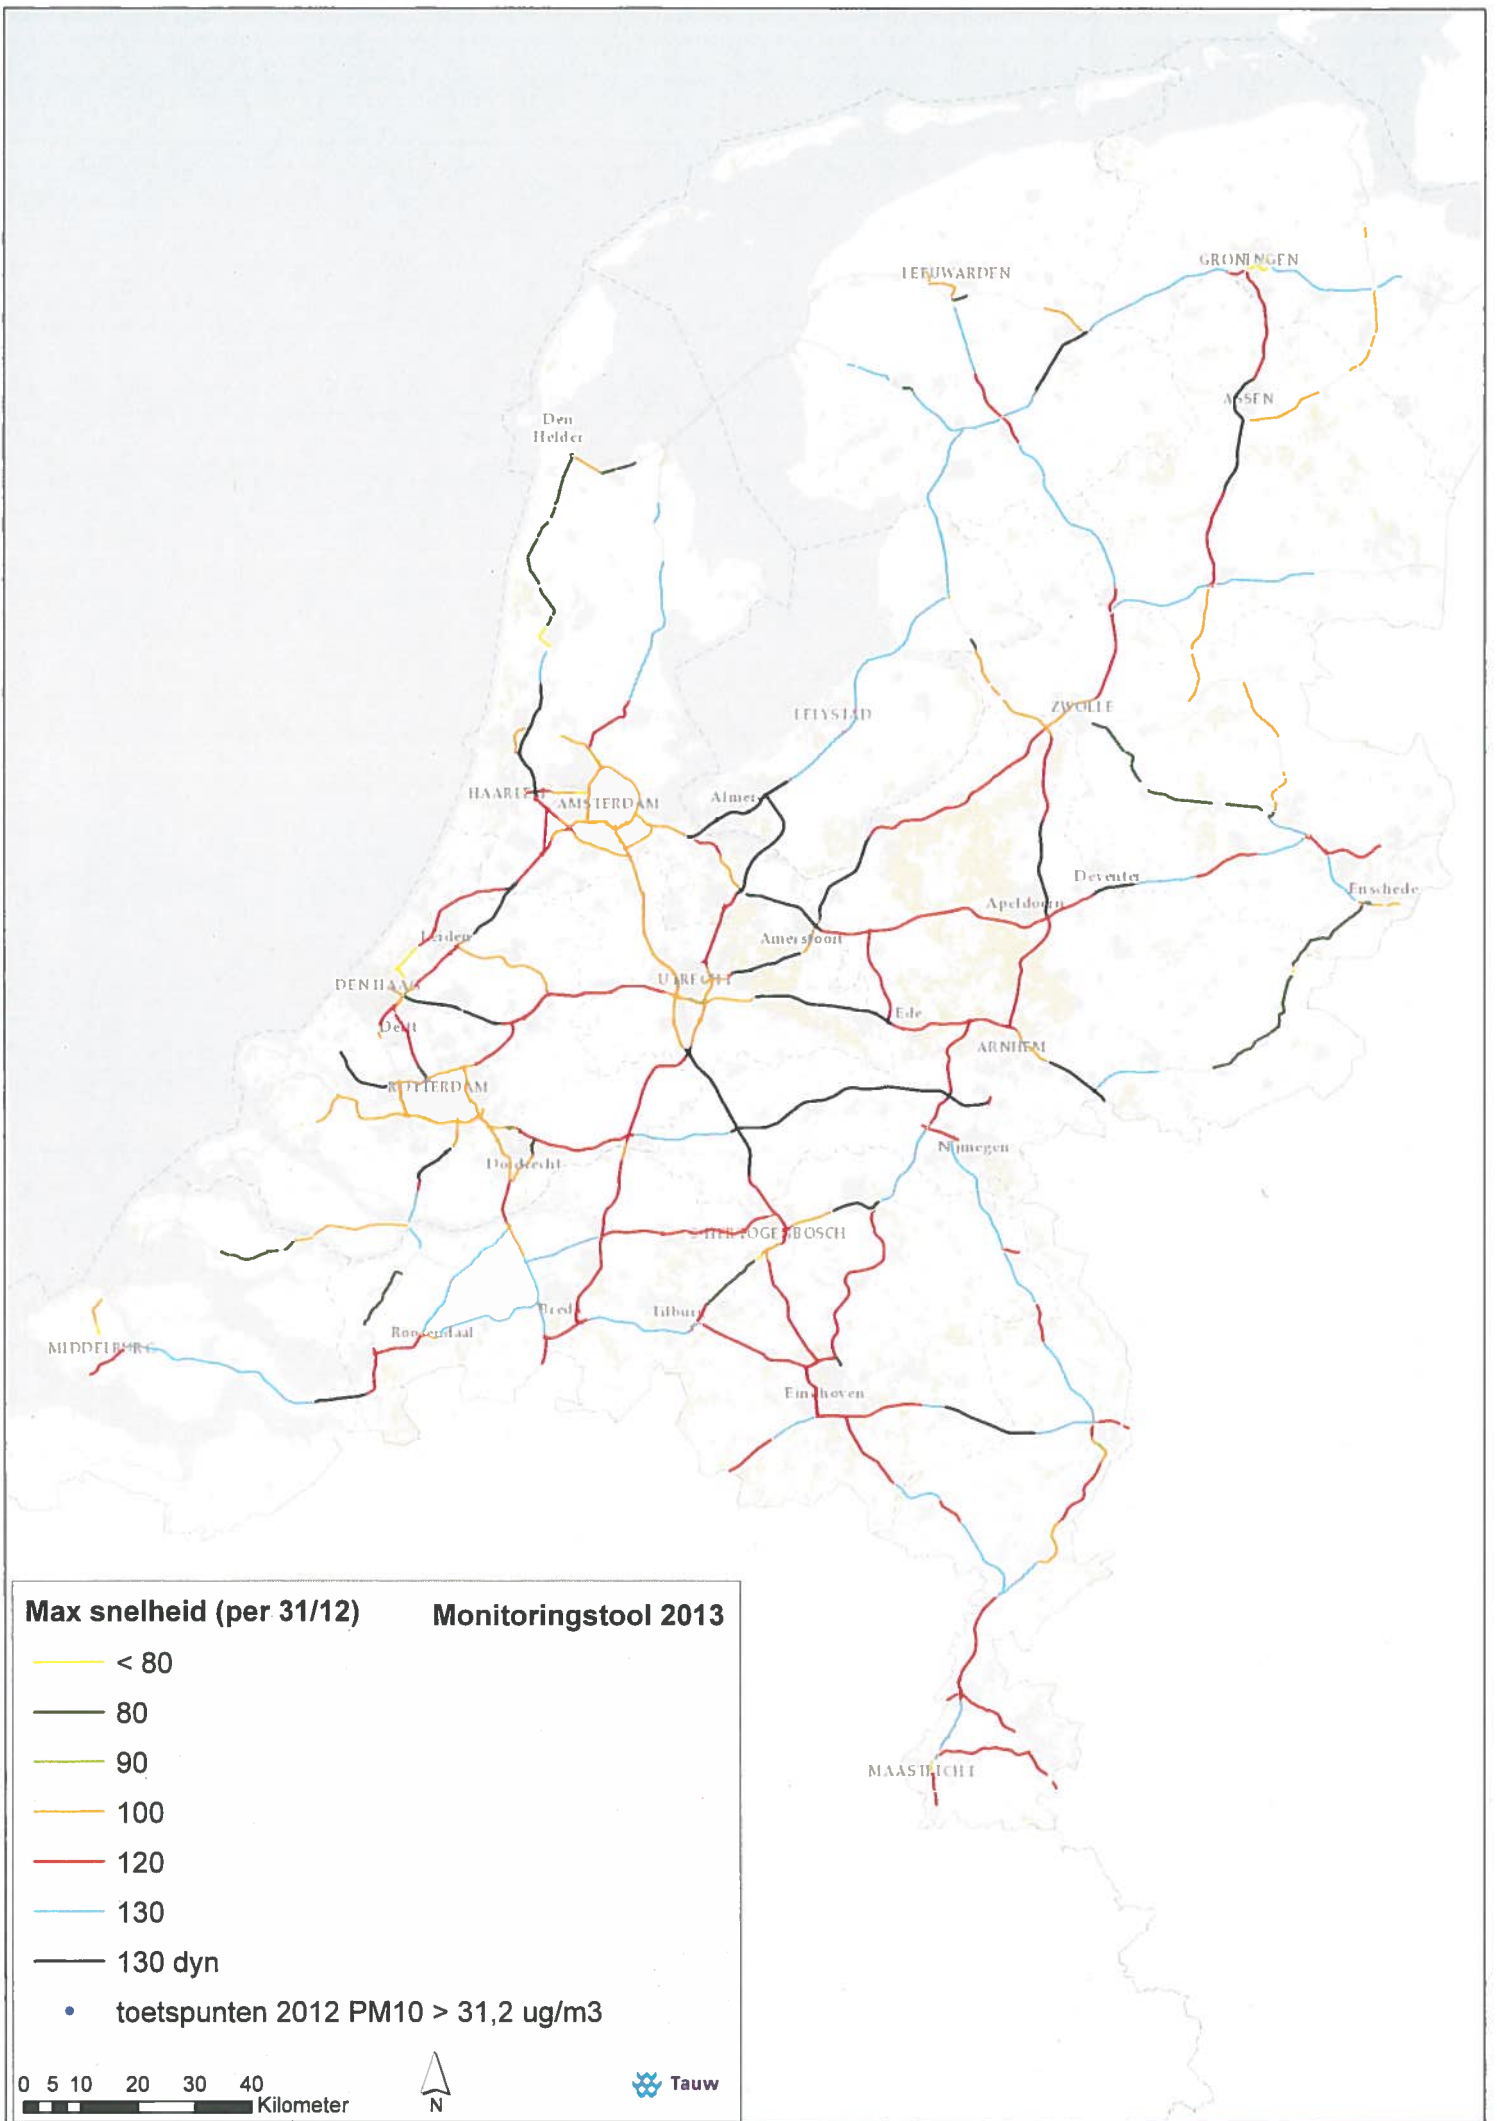 GRONINGEN
LEEUWARDEN
ASSEN
Den
Helder
ZWOLLE
LELYSTAD
HAARLEM
AMSTERDAM
Almere
Deventer
Enschede
Apeldoorn
Leiden
Amersfoort
DEN HAAG
UTRECHT
Ede
Delft
ARNHEM
ROTTERDAM
Nijmegen
Dordrecht
'S-HERTOGENBOSCH
Breda
Tilburg
Roosendaal
MIDDELBURG
Eindhoven
MAASTRICHT
Max snelheid (per 31/12) Monitoringstool 2013
< 80
80
90
100
120
130
130 dyn
toetspunten 2012 PM10 > 31,2 ug/m3
0 5 10 20 30 40
Kilometer
N
Tauw